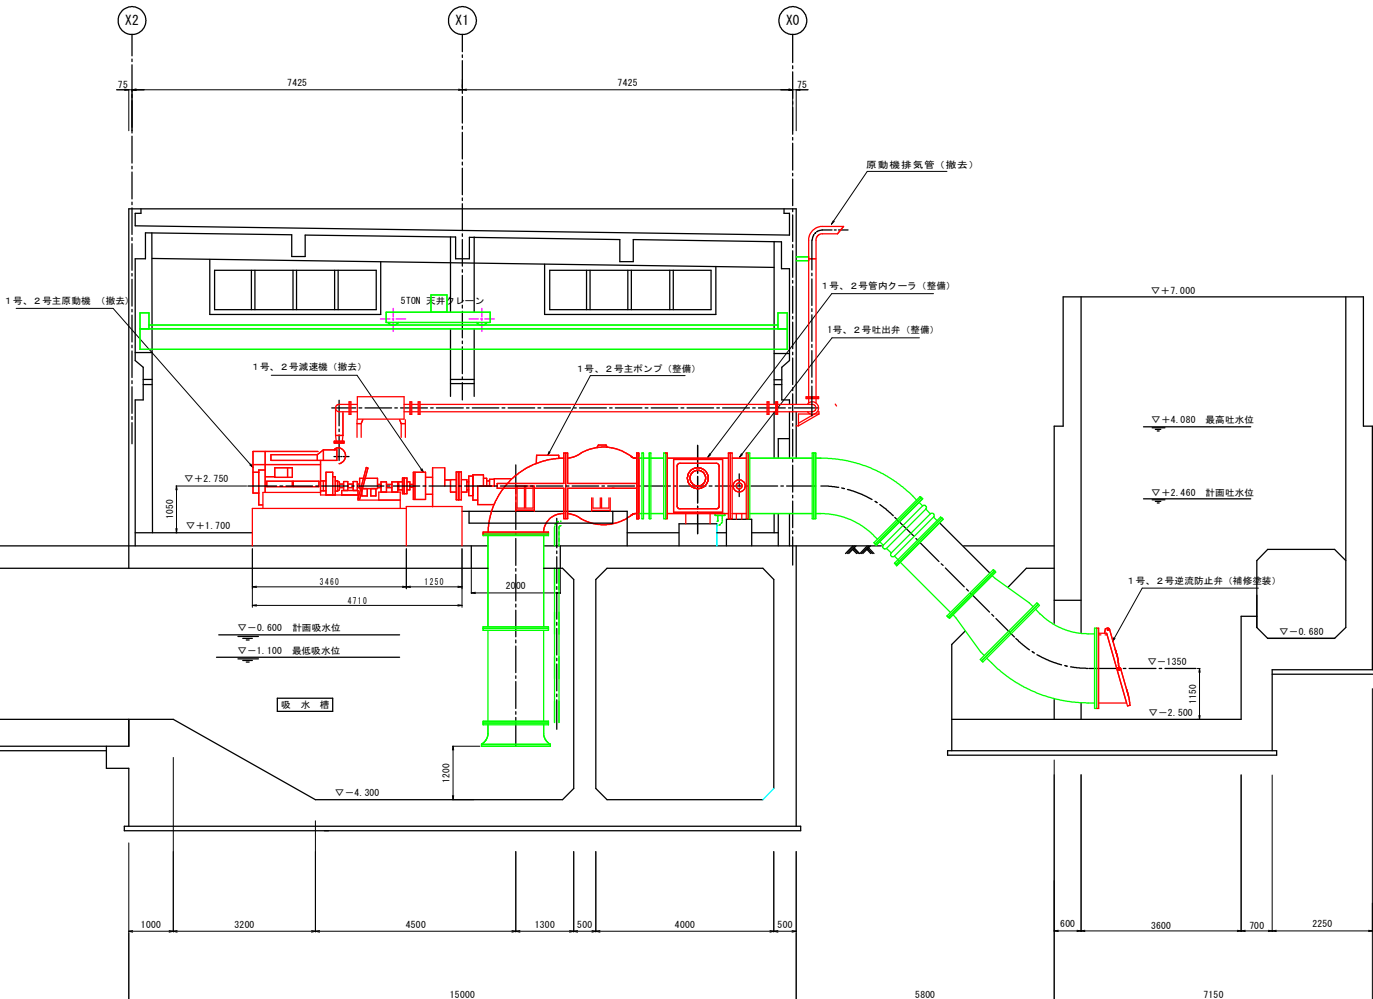 X2
X1
X0
75
7425
7425
75
原動機排気管（撤去）
1号、2号主原動機 （撤去）
5TON 天井クレーン
1号、2号管内クーラ（整備）
▽+7.000
1号、2号吐出弁（整備）
1号、2号減速機（撤去）
1号、2号主ポンプ（整備）
▽+4.080 最高吐水位
▽+2.750
1050
▽+2.460 計画吐水位
▽+1.700
3460
1250
2000
4710
1号、2号逆流防止弁（補修塗装）
▽-0.600 計画吸水位
▽-0.680
▽-1.100 最低吸水位
▽-1350
1150
吸 水 槽
▽-2.500
1200
▽-4.300
1000
3200
4500
1300
500
4000
500
600
3600
700
2250
15000
5800
7150